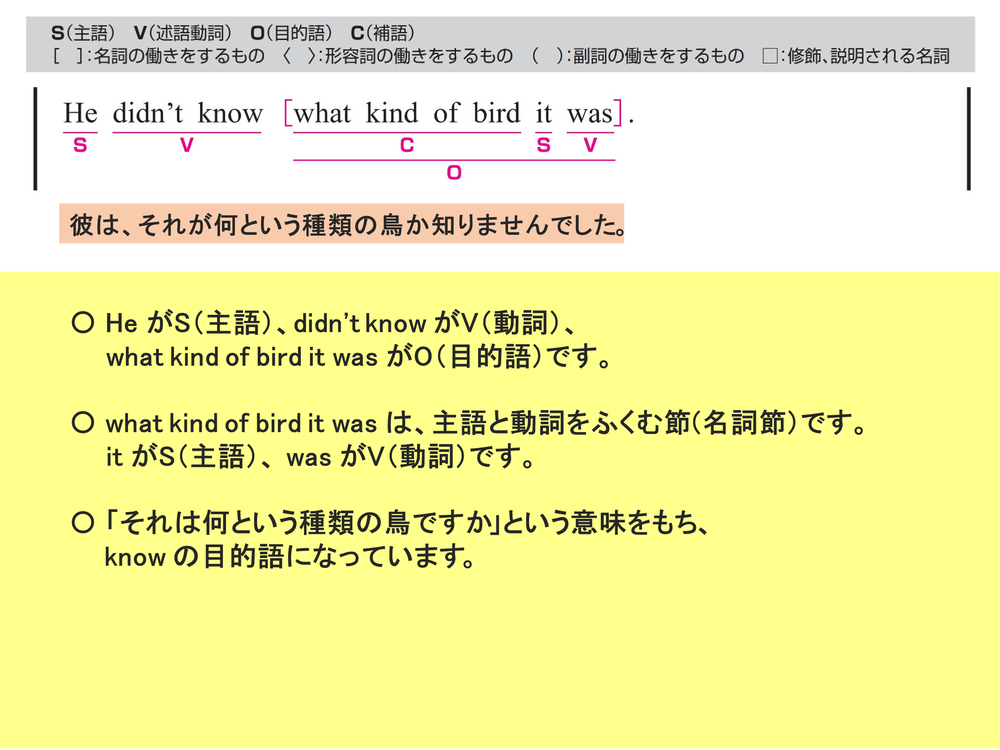 S（主語）　V（述語動詞）　O（目的語）　C（補語）
［　］：名詞の働きをするもの　〈　〉：形容詞の働きをするもの　（　）：副詞の働きをするもの　□：修飾、説明される名詞
He didn’t know [what kind of bird it was].
S V C S V
O
彼は、それが何という種類の鳥か知りませんでした。
○ He がS（主語）、didn’t know がV（動詞）、
what kind of bird it was がO（目的語）です。
○ what kind of bird it was は、主語と動詞をふくむ節（名詞節）です。
it がS（主語）、 was がV（動詞）です。
○ 「それは何という種類の鳥ですか」という意味をもち、
know の目的語になっています。